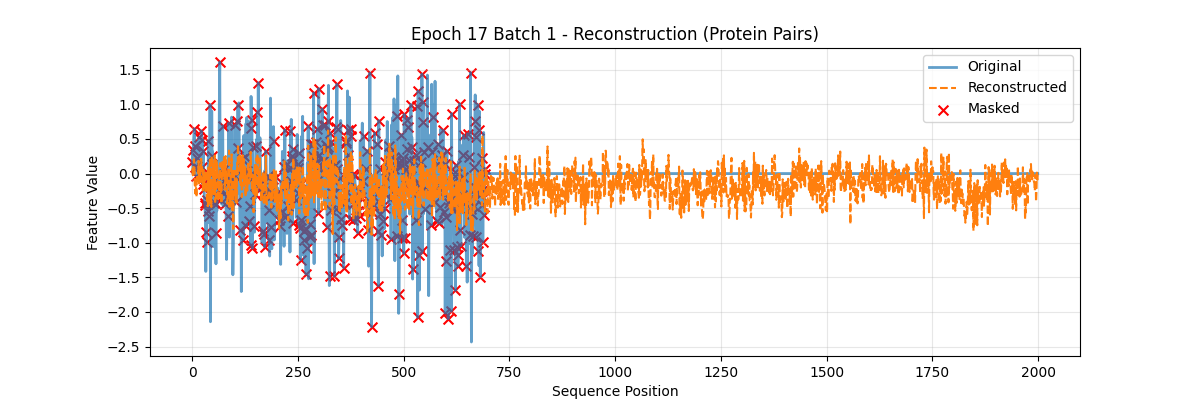 Epoch 17 Batch 1 - Reconstruction (Protein Pairs)
Original
Reconstructed
Masked
Feature Value
1.5
1.0
0.5
0.0
−0.5
−1.0
−1.5
−2.0
−2.5
0 250 500 750 1000 1250 1500 1750 2000
Sequence Position